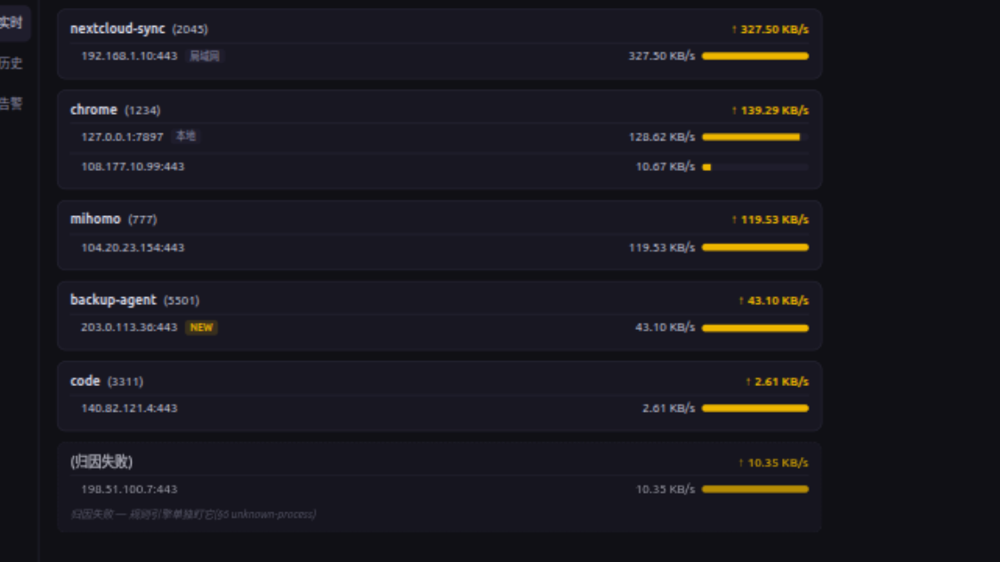 实时
历史
告警
nextcloud-sync (2045) ↑ 327.50 KB/s
192.168.1.10:443 局域网 327.50 KB/s
chrome (1234) ↑ 139.29 KB/s
127.0.0.1:7897 本地 128.62 KB/s
108.177.10.99:443 10.67 KB/s
mihomo (777) ↑ 119.53 KB/s
104.20.23.154:443 119.53 KB/s
backup-agent (5501) ↑ 43.10 KB/s
203.0.113.36:443 NEW 43.10 KB/s
code (3311) ↑ 2.61 KB/s
140.82.121.4:443 2.61 KB/s
(归因失败) ↑ 10.35 KB/s
198.51.100.7:443 10.35 KB/s
归因失败 — 规则引擎单独盯它(§6 unknown-process)